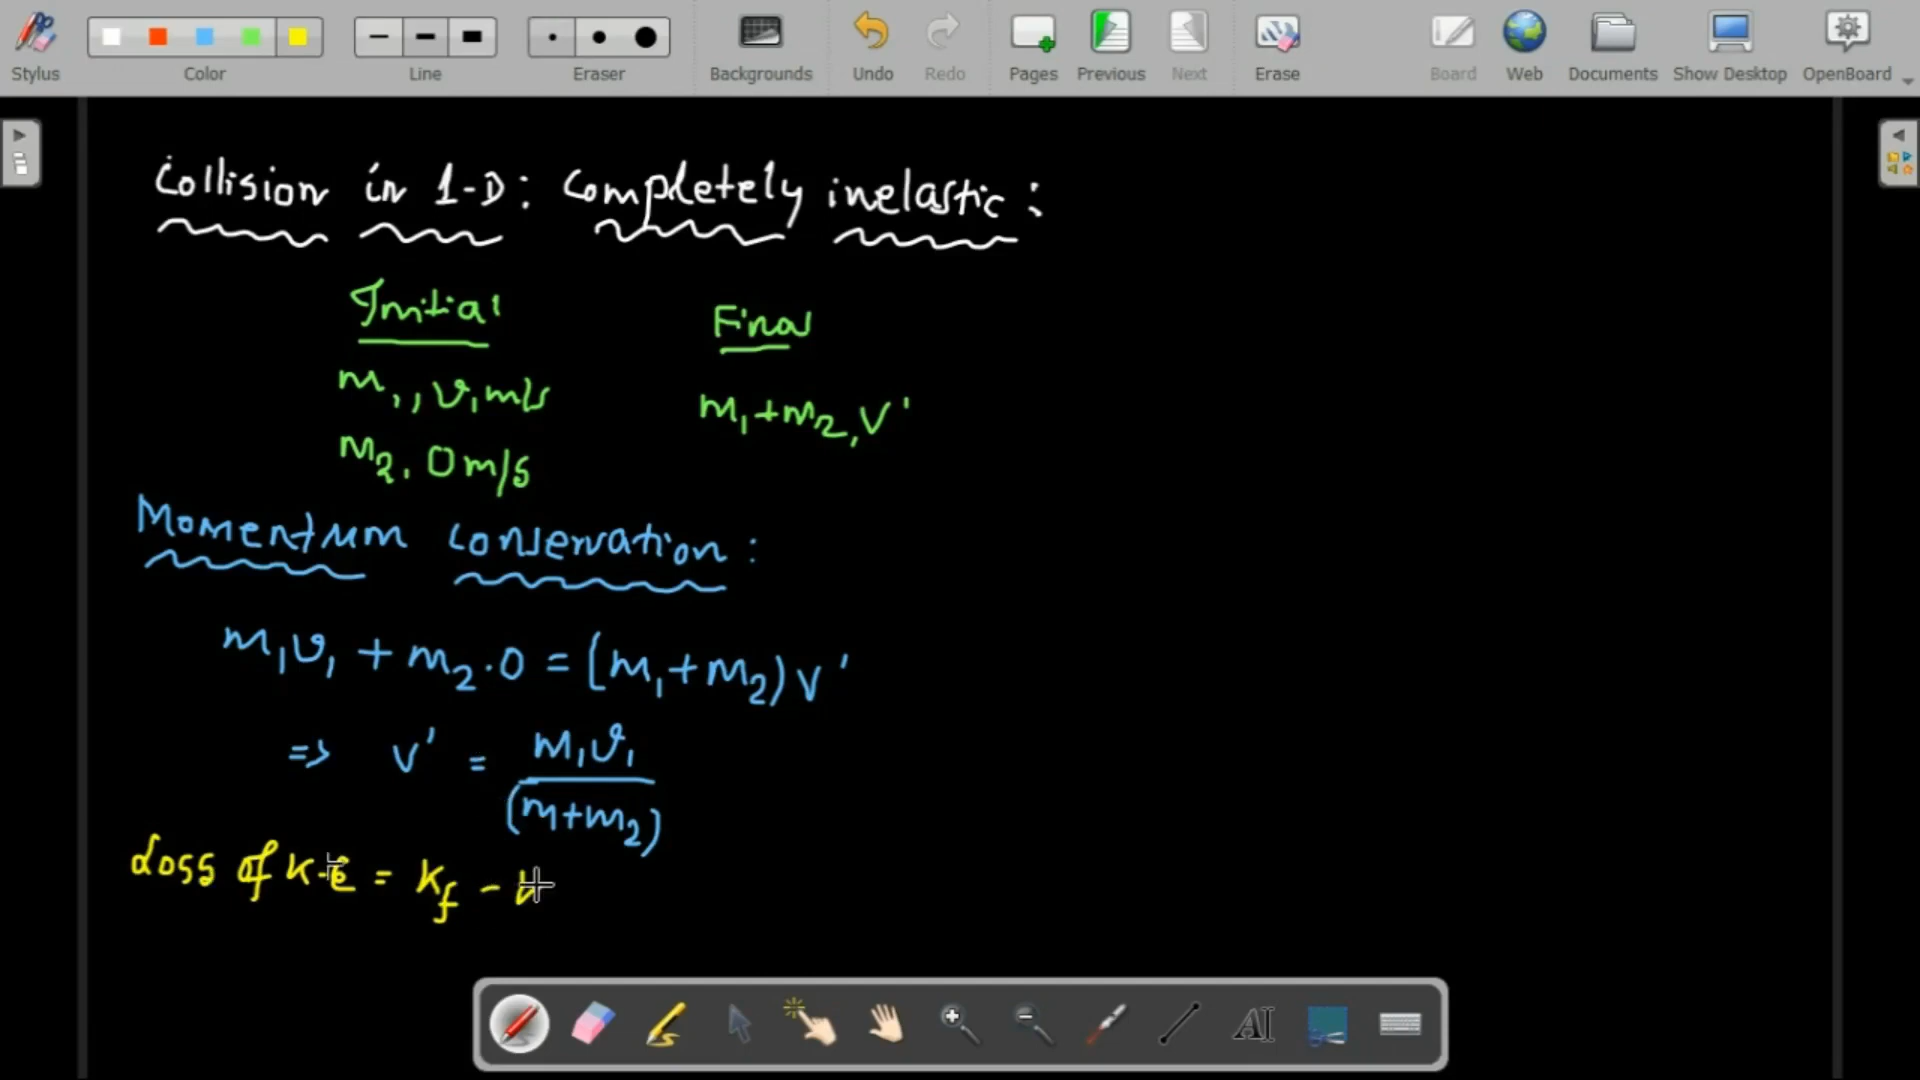 Stylus Color Line Eraser Backgrounds Undo Redo Pages Previous Next Erase Board Web Documents Show Desktop OpenBoard
Collision in 1-D: Completely inelastic:
Initial Final
m₁, v₁ m/s m₁+m₂, v'
m₂, 0 m/s
Momentum conservation:
m₁v₁ + m₂·0 = (m₁+m₂)v'
=> v' = m₁v₁ / (m+m₂)
Loss of K.E = K_f -